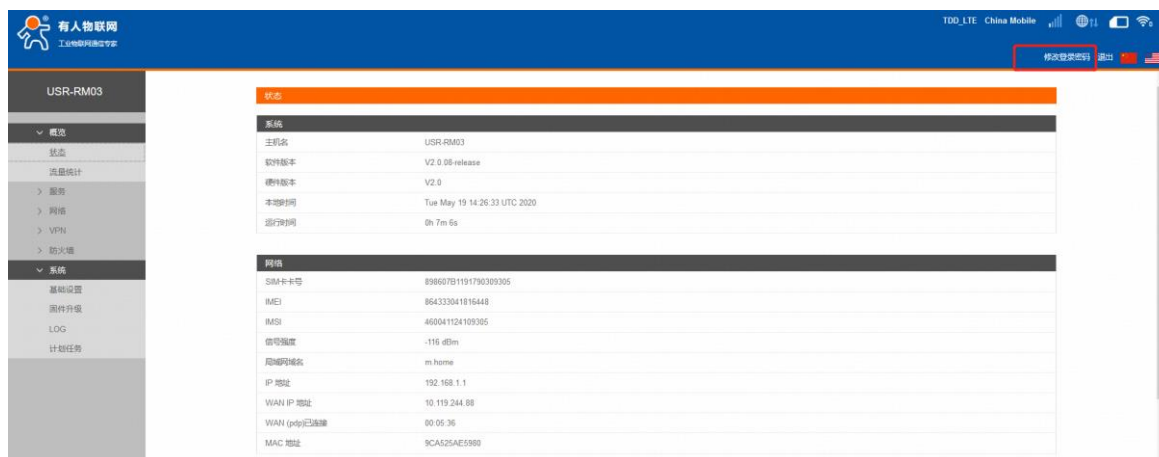 有人物联网
工业物联网通信专家
TDD_LTE China Mobile
修改登录密码 退出
USR-RM03
概览
状态
流量统计
服务
网络
VPN
防火墙
系统
基础设置
固件升级
LOG
计划任务
状态
系统
主机名 USR-RM03
软件版本 V2.0.08-release
硬件版本 V2.0
本地时间 Tue May 19 14:26:33 UTC 2020
运行时间 0h 7m 6s
网络
SIM卡卡号 898607B1191790309305
IMEI 864333041816448
IMSI 460041124109305
信号强度 -116 dBm
局域网域名 m.home
IP 地址 192.168.1.1
WAN IP 地址 10.119.244.88
WAN (pdp)已连接 00:05:36
MAC 地址 9CA525AE5980